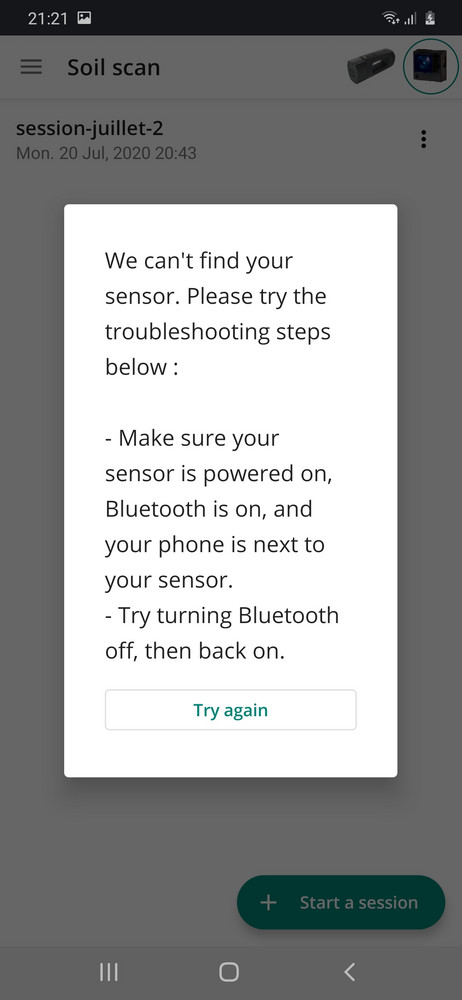 21:21
Soil scan
session-juillet-2
Mon. 20 Jul, 2020 20:43
We can't find your
sensor. Please try the
troubleshooting steps
below :
- Make sure your
sensor is powered on,
Bluetooth is on, and
your phone is next to
your sensor.
- Try turning Bluetooth
off, then back on.
Try again
+ Start a session